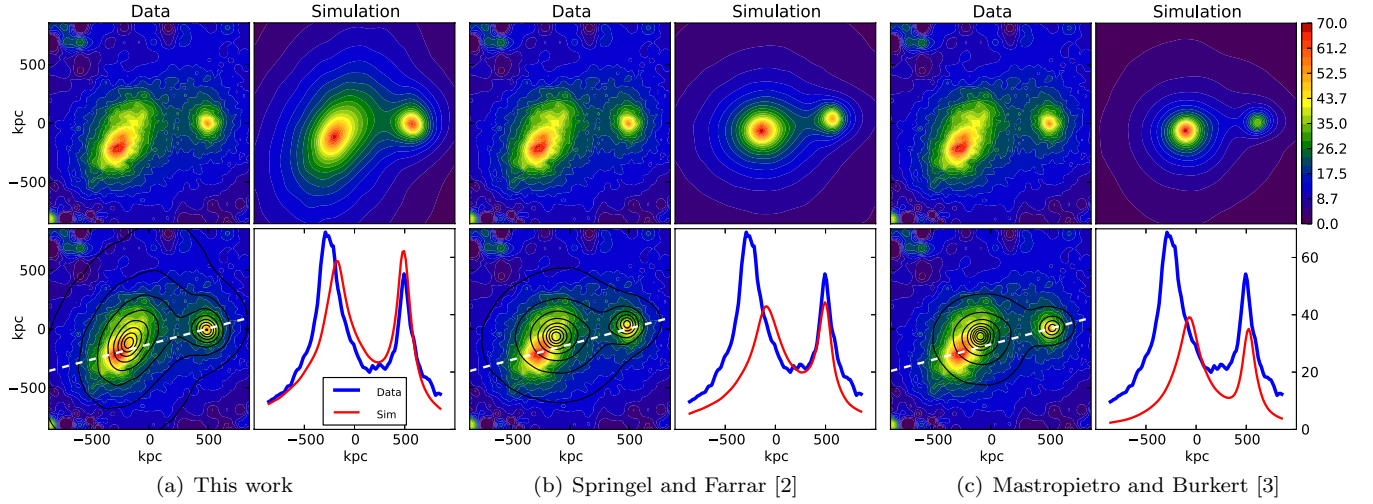 Data Simulation Data Simulation Data Simulation
500
0
−500
kpc
70.0
61.2
52.5
43.7
35.0
26.2
17.5
8.7
0.0
500
0
−500
kpc
Data
Sim
60
40
20
0
−500 0 500 −500 0 500 −500 0 500 −500 0 500 −500 0 500 −500 0 500
kpc kpc kpc kpc kpc kpc
(a) This work (b) Springel and Farrar [2] (c) Mastropietro and Burkert [3]